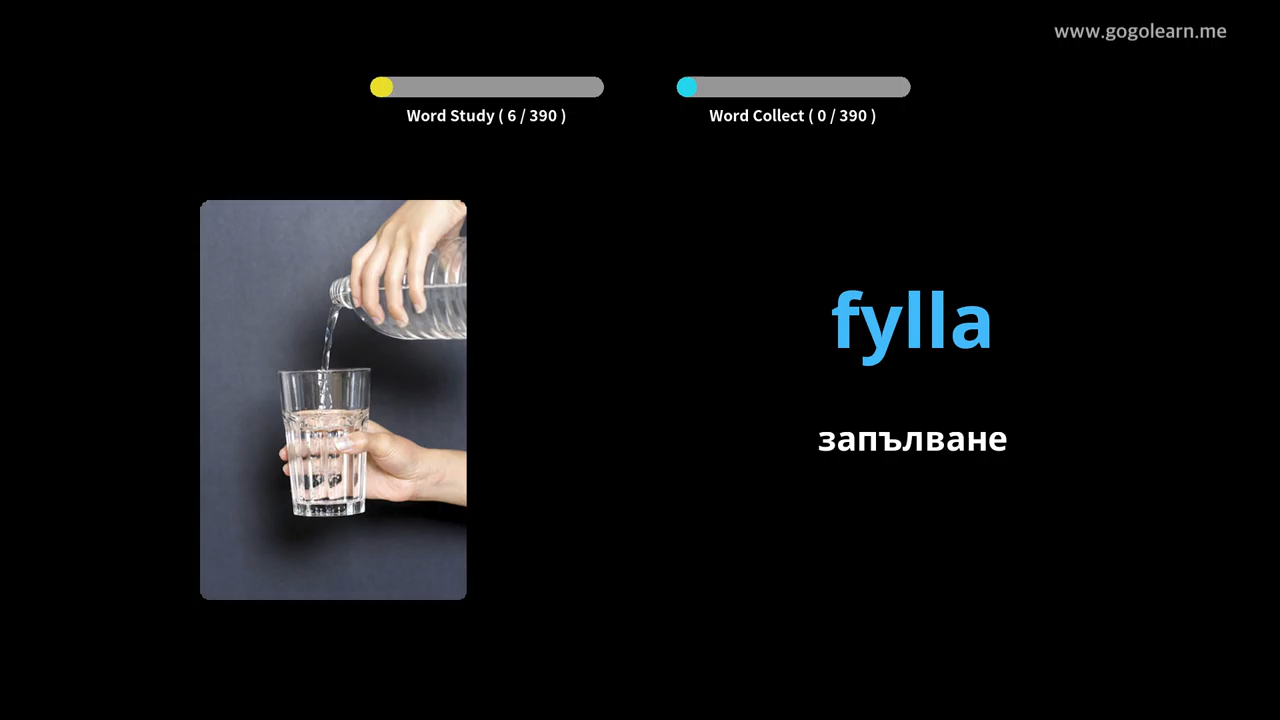 www.gogolearn.me
Word Study ( 6 / 390 )
Word Collect ( 0 / 390 )
fylla
запълване